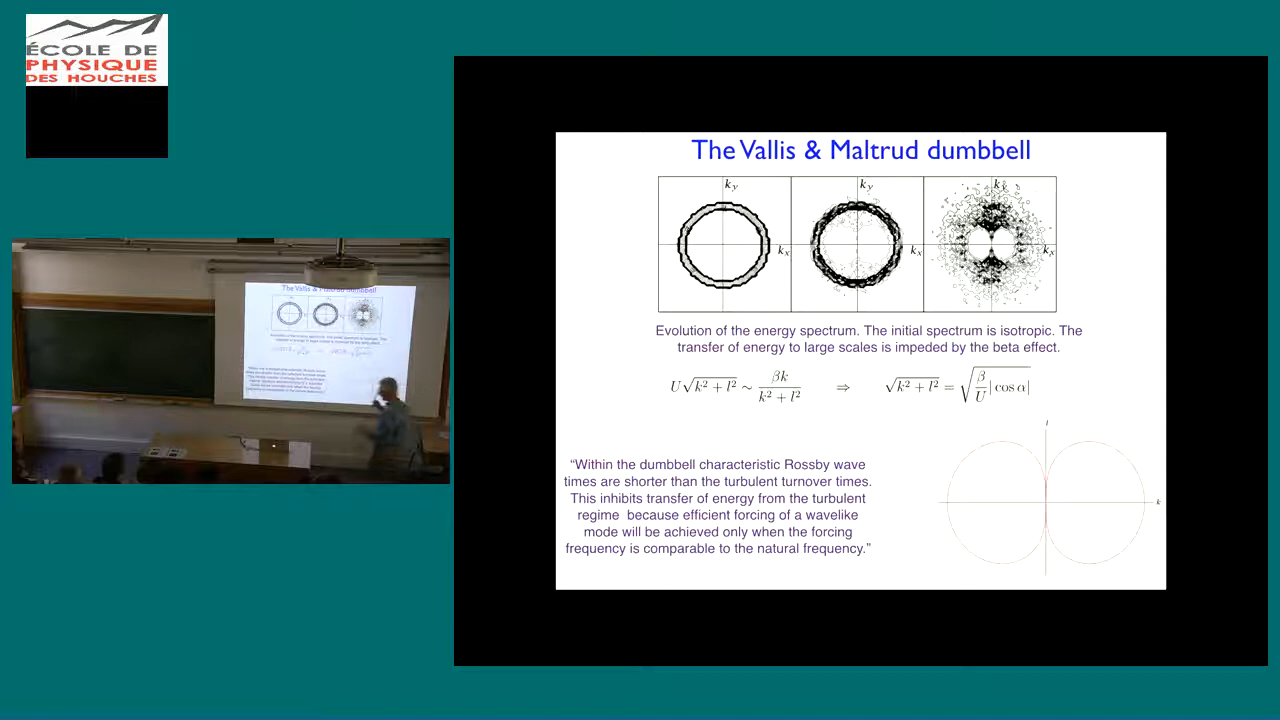 ÉCOLE DE
PHYSIQUE
DES HOUCHES
The Vallis & Maltrud dumbbell
k_y k_y k_y
k_x k_x k_x
Evolution of the energy spectrum. The initial spectrum is isotropic. The
transfer of energy to large scales is impeded by the beta effect.
U√(k² + l²) = βk/(k² + l²) ⇒ √(k² + l²) = √(β/U |cos α|)
l
k
“Within the dumbbell characteristic Rossby wave
times are shorter than the turbulent turnover times.
This inhibits transfer of energy from the turbulent
regime because efficient forcing of a wavelike
mode will be achieved only when the forcing
frequency is comparable to the natural frequency.”
The Vallis & Maltrud dumbbell